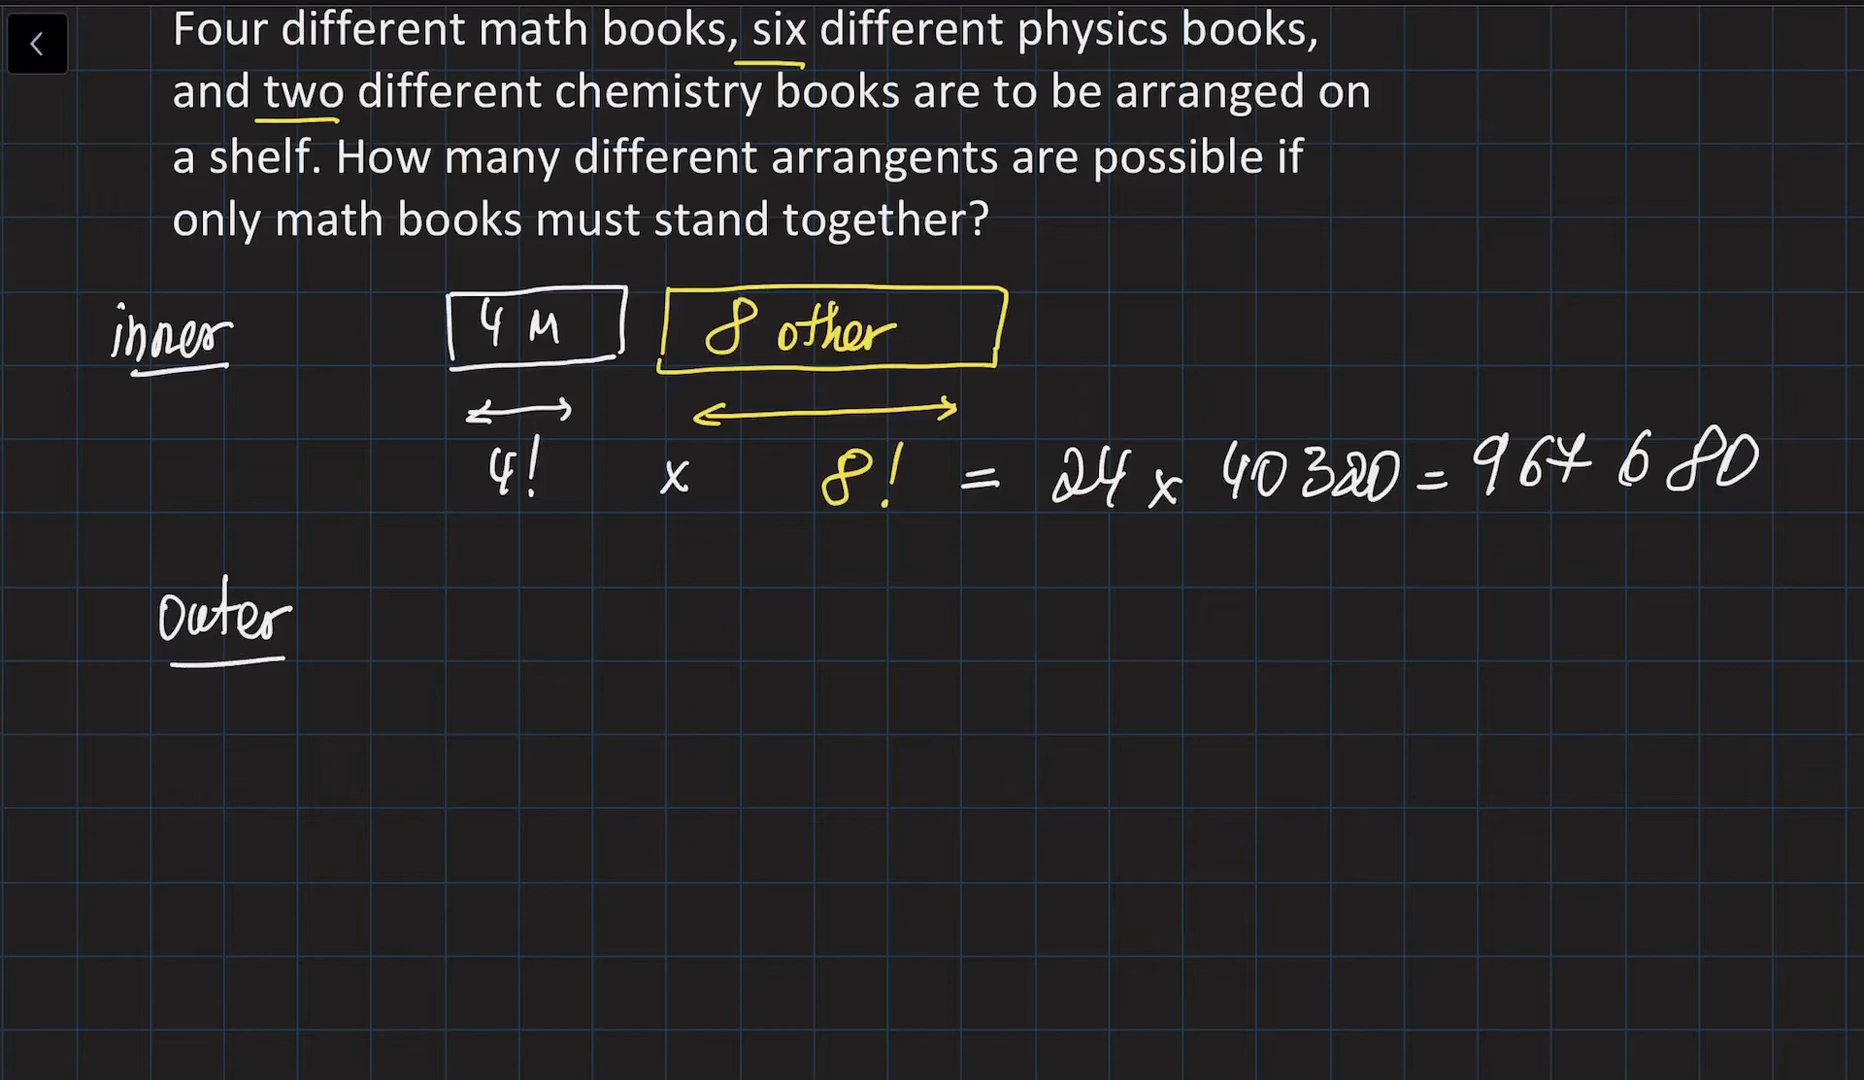 Four different math books, six different physics books,
and two different chemistry books are to be arranged on
a shelf. How many different arrangents are possible if
only math books must stand together?
inner 4 M 8 other
4! x 8! = 24 x 40 320 = 967 680
outer